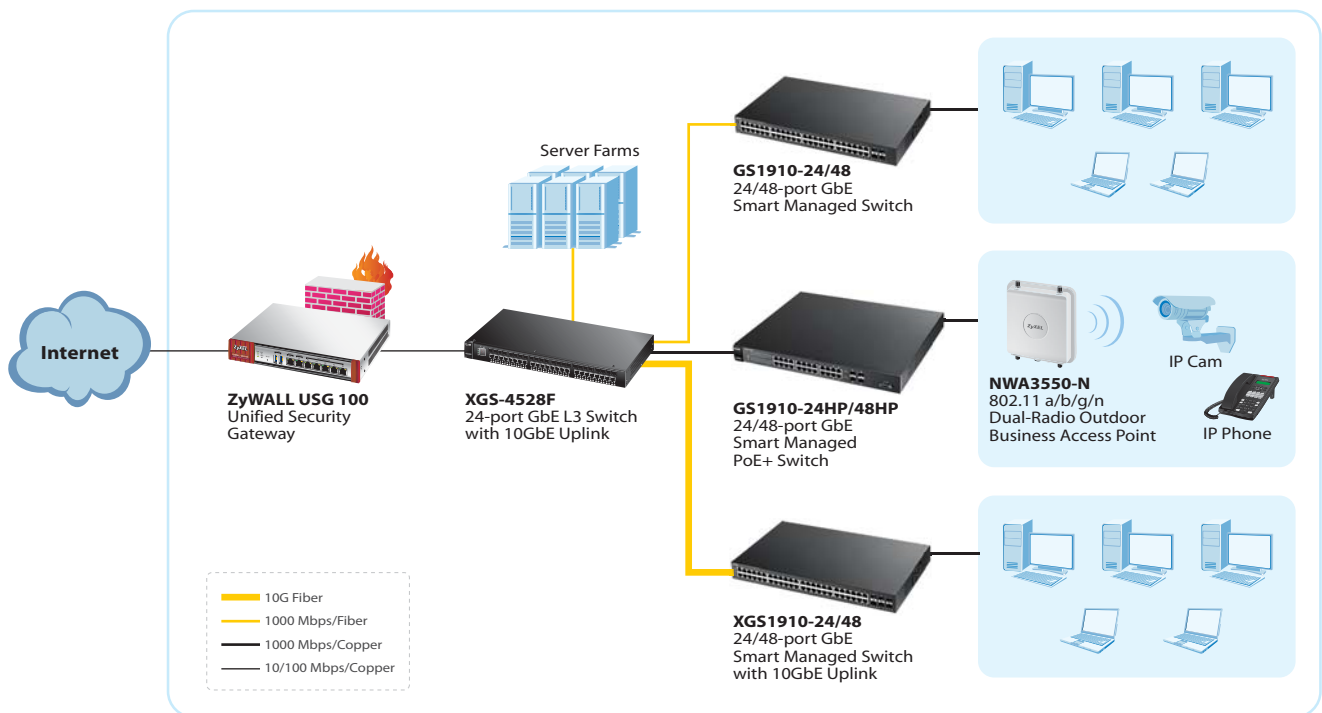 Server Farms
Internet
ZyWALL USG 100
Unified Security
Gateway
XGS-4528F
24-port GbE L3 Switch
with 10GbE Uplink
GS1910-24/48
24/48-port GbE
Smart Managed Switch
GS1910-24HP/48HP
24/48-port GbE
Smart Managed
PoE+ Switch
ZyXEL
NWA3550-N
802.11 a/b/g/n
Dual-Radio Outdoor
Business Access Point
IP Cam
IP Phone
XGS1910-24/48
24/48-port GbE
Smart Managed Switch
with 10GbE Uplink
10G Fiber
1000 Mbps/Fiber
1000 Mbps/Copper
10/100 Mbps/Copper